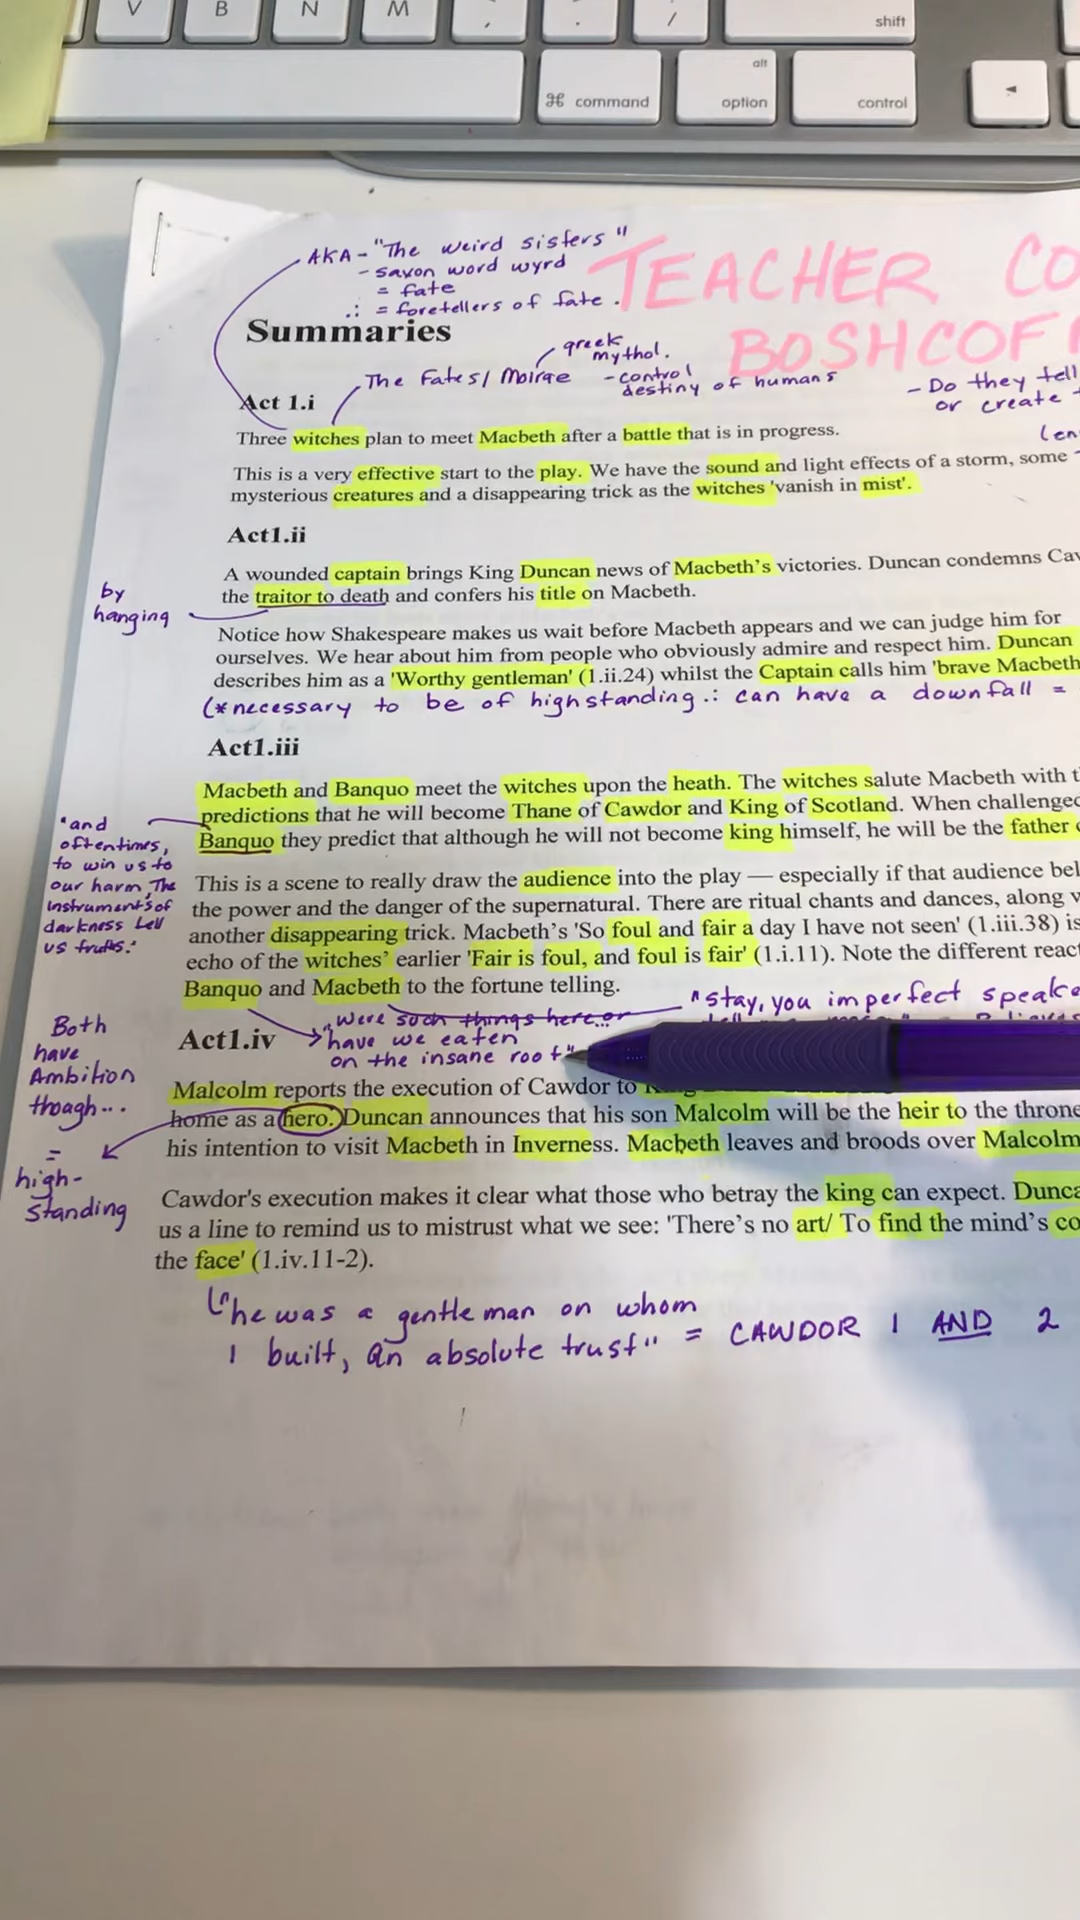 V B N M , . / shift
⌘ command alt option control ◄
AKA - "The weird sisters"
- saxon word wyrd
= fate
∴ = foretellers of fate.
TEACHER CO
BOSHCOF
Summaries
greek
mythol.
The Fates/ Moirae - control
destiny of humans
- Do they tell
or create
Act 1.i
Three witches plan to meet Macbeth after a battle that is in progress.
This is a very effective start to the play. We have the sound and light effects of a storm, some
mysterious creatures and a disappearing trick as the witches 'vanish in mist'.
Act1.ii
A wounded captain brings King Duncan news of Macbeth's victories. Duncan condemns
the traitor to death and confers his title on Macbeth.
by
hanging
Notice how Shakespeare makes us wait before Macbeth appears and we can judge him for
ourselves. We hear about him from people who obviously admire and respect him. Duncan
describes him as a 'Worthy gentleman' (1.ii.24) whilst the Captain calls him 'brave Macbeth
(*necessary to be of highstanding ∴ can have a downfall =
Act1.iii
Macbeth and Banquo meet the witches upon the heath. The witches salute Macbeth with
predictions that he will become Thane of Cawdor and King of Scotland. When challenged
Banquo they predict that although he will not become king himself, he will be the father
"and
oftentimes,
to win us to
our harm, The
instruments of
darkness tell
us truths."
This is a scene to really draw the audience into the play — especially if that audience
the power and the danger of the supernatural. There are ritual chants and dances, along
another disappearing trick. Macbeth's 'So foul and fair a day I have not seen' (1.iii.38) is
echo of the witches' earlier 'Fair is foul, and foul is fair' (1.i.11). Note the different
Banquo and Macbeth to the fortune telling.
"Stay, you imperfect
"Were such things here...or
have we eaten
on the insane root"
Both
have
Ambition
though...
=
high-
standing
Act1.iv
Malcolm reports the execution of Cawdor to
home as a hero. Duncan announces that his son Malcolm will be the heir to the throne
his intention to visit Macbeth in Inverness. Macbeth leaves and broods over Malcolm
Cawdor's execution makes it clear what those who betray the king can expect.
us a line to remind us to mistrust what we see: 'There's no art/ To find the mind's
the face' (1.iv.11-2).
"he was a gentleman on whom
I built, an absolute trust" = CAWDOR 1 AND 2